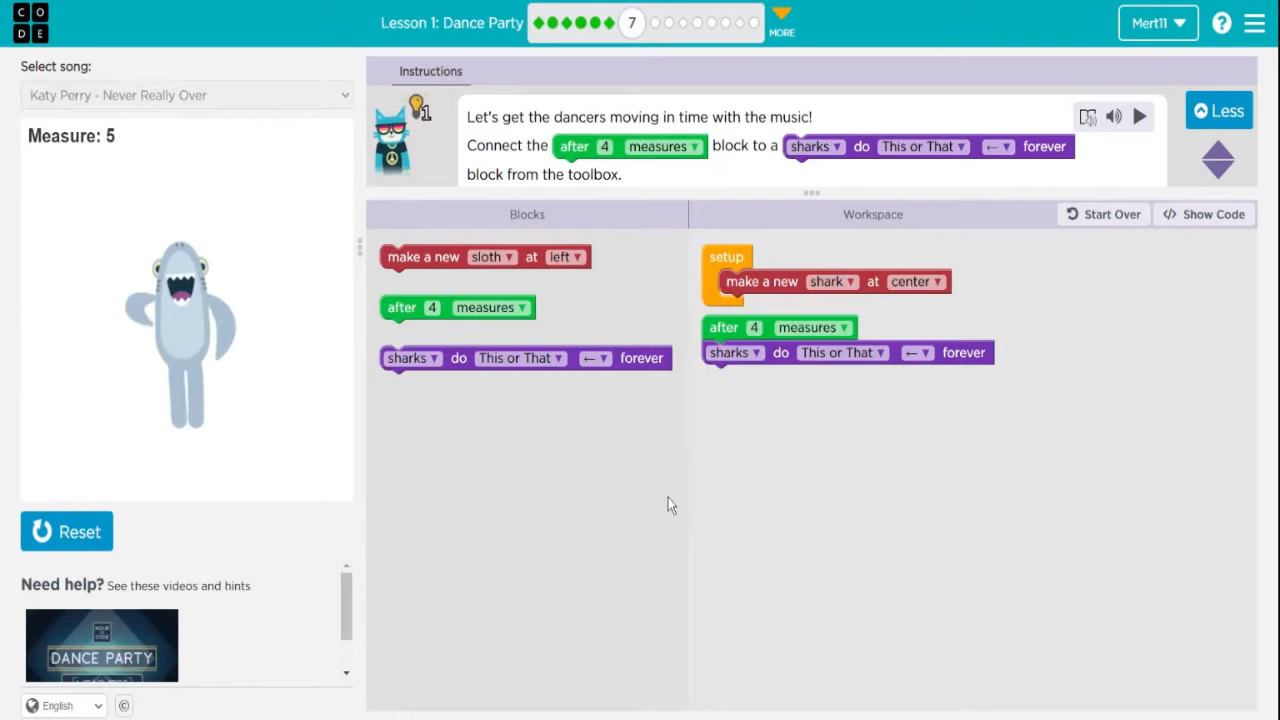 C O
D E
Lesson 1: Dance Party
7
MORE
Mert11
?
Select song:
Katy Perry - Never Really Over
Measure: 5
Instructions
1
Let's get the dancers moving in time with the music!
Connect the after 4 measures block to a sharks do This or That ← forever
block from the toolbox.
Less
Blocks
Workspace
Start Over
</> Show Code
make a new sloth at left
after 4 measures
sharks do This or That ← forever
setup
make a new shark at center
after 4 measures
sharks do This or That ← forever
Reset
Need help? See these videos and hints
HOUR OF CODE
DANCE PARTY
English
©